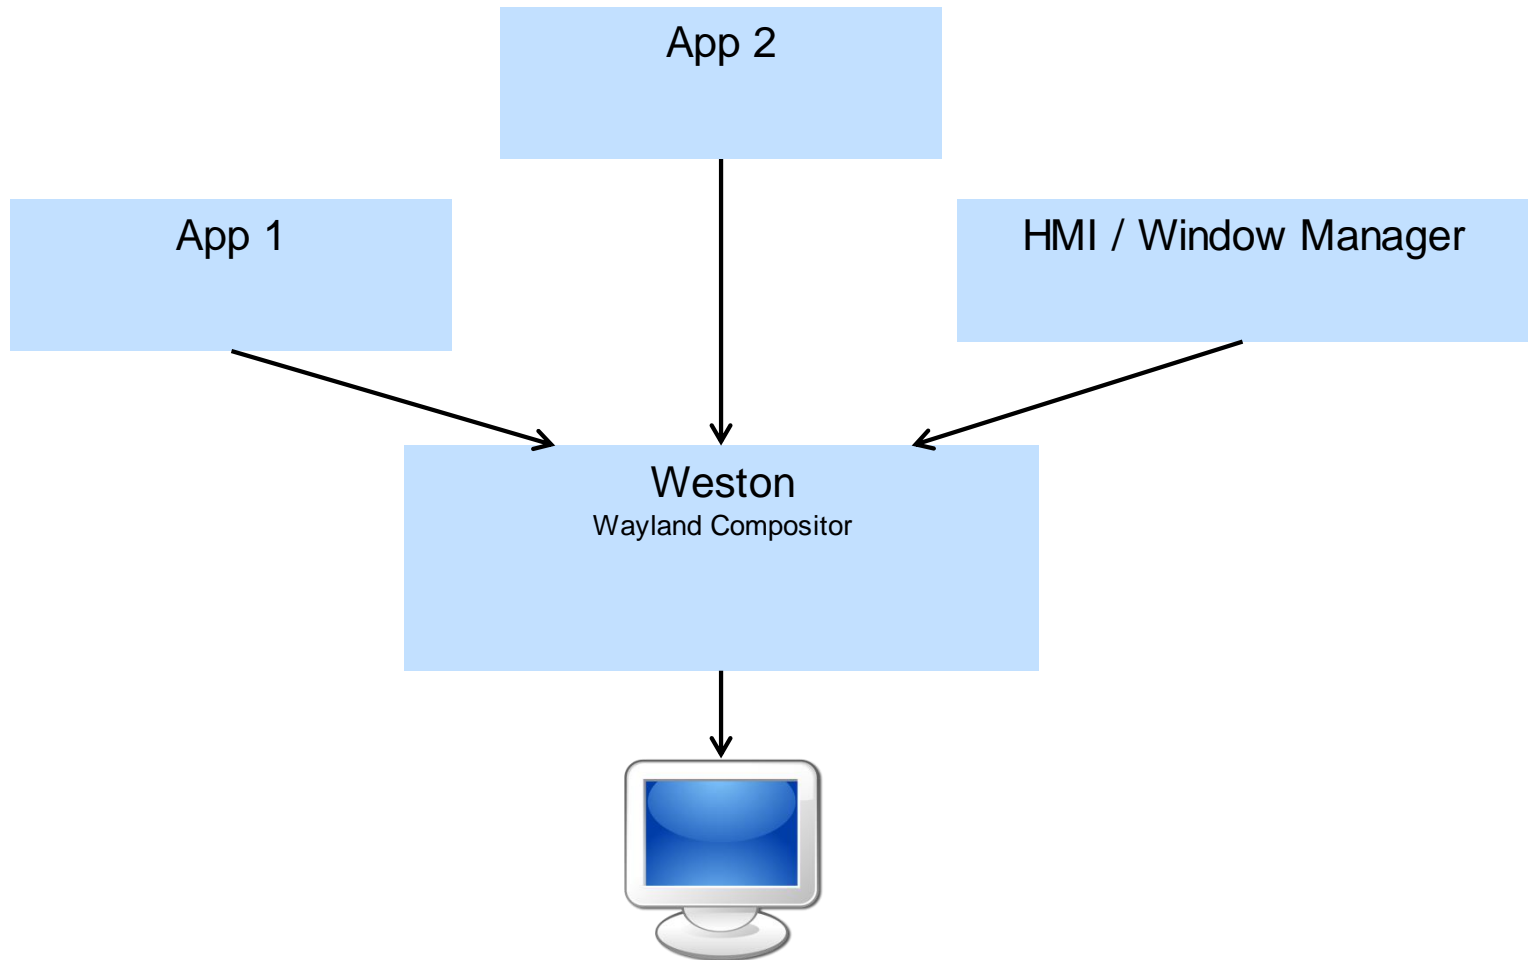 App 2
App 1
HMI / Window Manager
Weston
Wayland Compositor